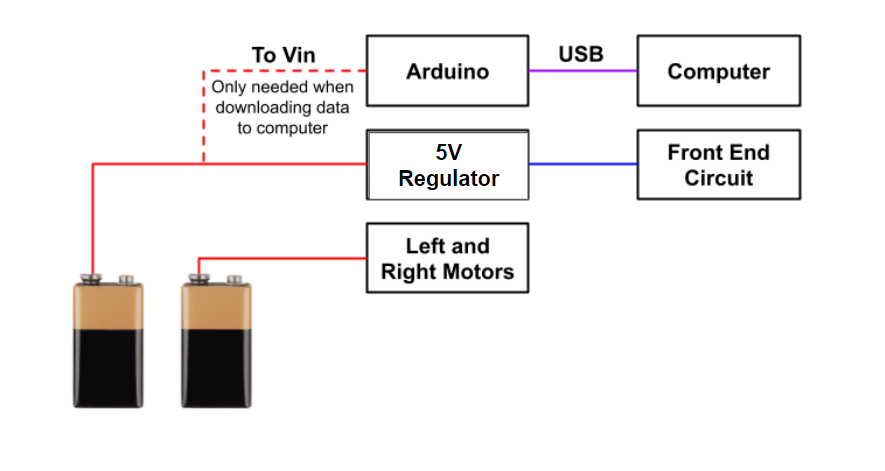 To Vin
Arduino
USB
Computer
Only needed when
downloading data
to computer
5V
Regulator
Front End
Circuit
Left and
Right Motors